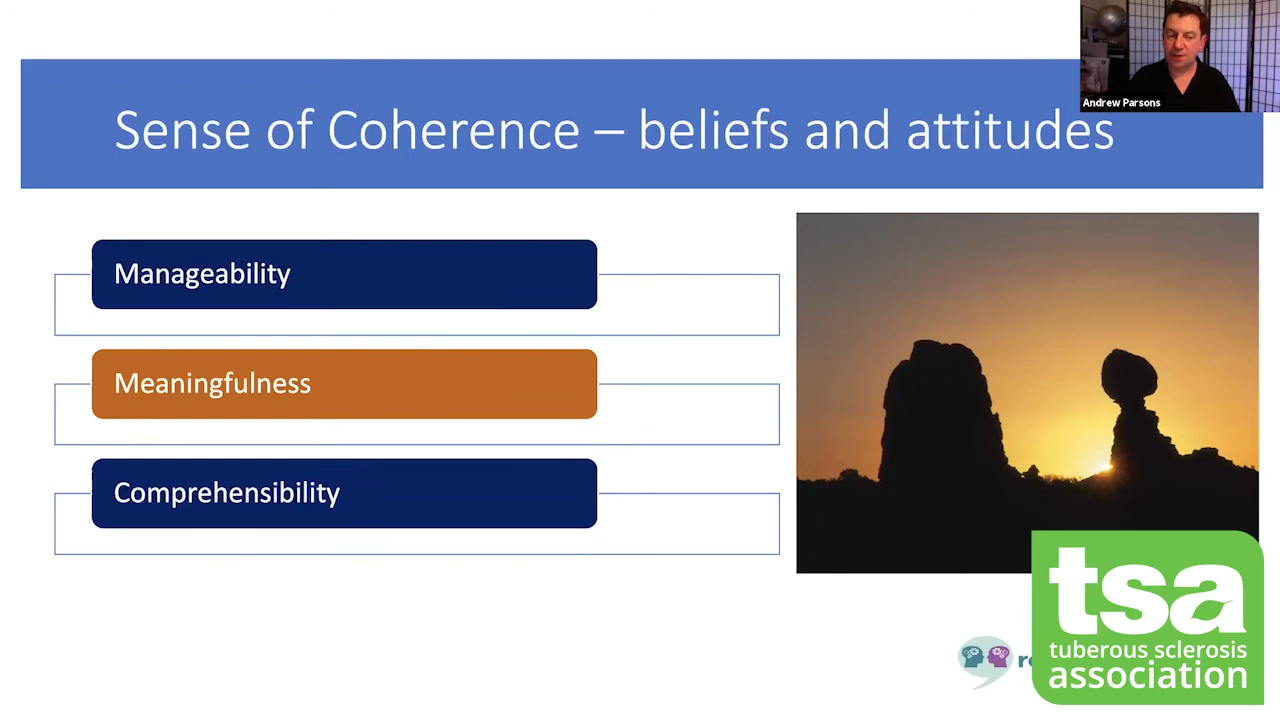 Andrew Parsons
Sense of Coherence – beliefs and attitudes
Manageability
Meaningfulness
Comprehensibility
tsa
tuberous sclerosis
association